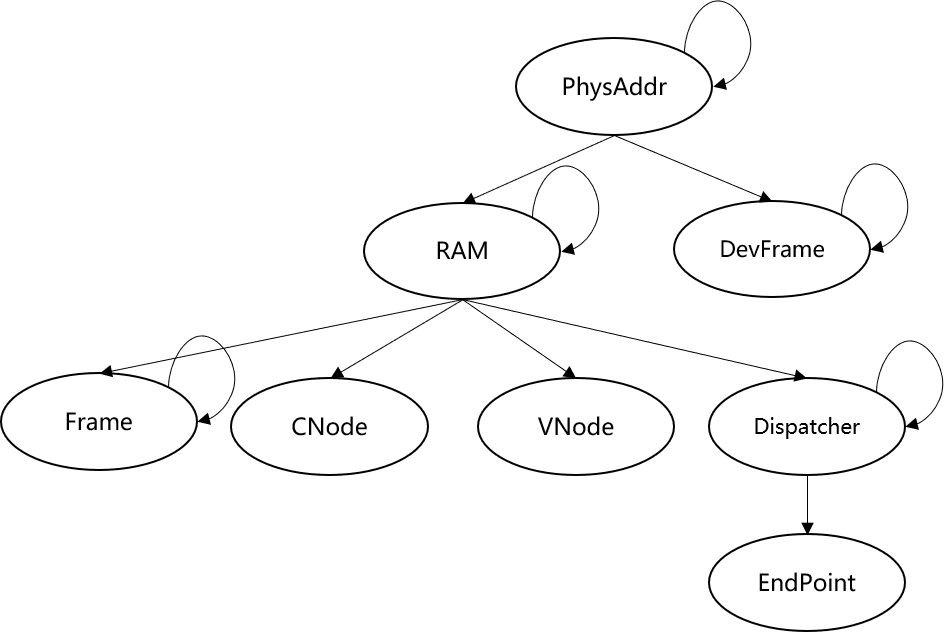 PhysAddr
RAM
DevFrame
Frame
CNode
VNode
Dispatcher
EndPoint